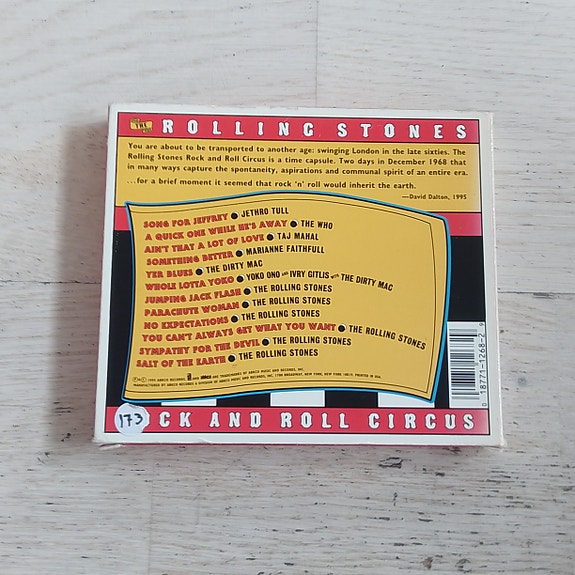 THE ROLLING STONES
You are about to be transported to another age: swinging London in the late sixties. The
Rolling Stones Rock and Roll Circus is a time capsule. Two days in December 1968 that
in many ways capture the spontaneity, aspirations and communal spirit of an entire era.
...for a brief moment it seemed that rock 'n' roll would inherit the earth.
—David Dalton, 1995
SONG FOR JEFFREY ● JETHRO TULL
A QUICK ONE WHILE HE'S AWAY ● THE WHO
AIN'T THAT A LOT OF LOVE ● TAJ MAHAL
SOMETHING BETTER ● MARIANNE FAITHFULL
YER BLUES ● THE DIRTY MAC
WHOLE LOTTA YOKO ● YOKO ONO AND IVRY GITLIS WITH THE DIRTY MAC
JUMPING JACK FLASH ● THE ROLLING STONES
PARACHUTE WOMAN ● THE ROLLING STONES
NO EXPECTATIONS ● THE ROLLING STONES
YOU CAN'T ALWAYS GET WHAT YOU WANT ● THE ROLLING STONES
SYMPATHY FOR THE DEVIL ● THE ROLLING STONES
SALT OF THE EARTH ● THE ROLLING STONES
0 18771-1268-2 9
173
CK AND ROLL CIRCUS